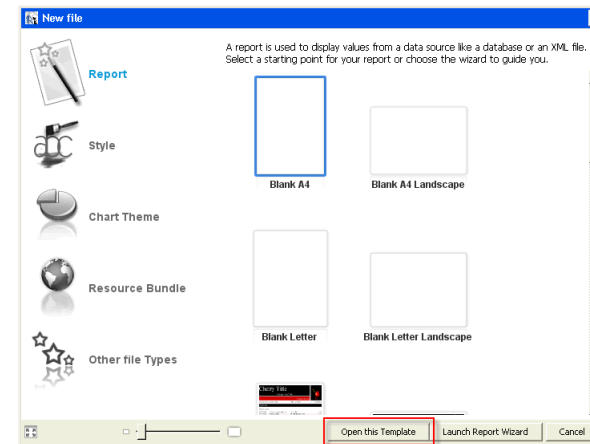 New file
A report is used to display values from a data source like a database or an XML file.
Select a starting point for your report or choose the wizard to guide you.
Report
Style
Chart Theme
Resource Bundle
Other file Types
Blank A4
Blank A4 Landscape
Blank Letter
Blank Letter Landscape
Cherry Title
Open this Template
Launch Report Wizard
Cancel